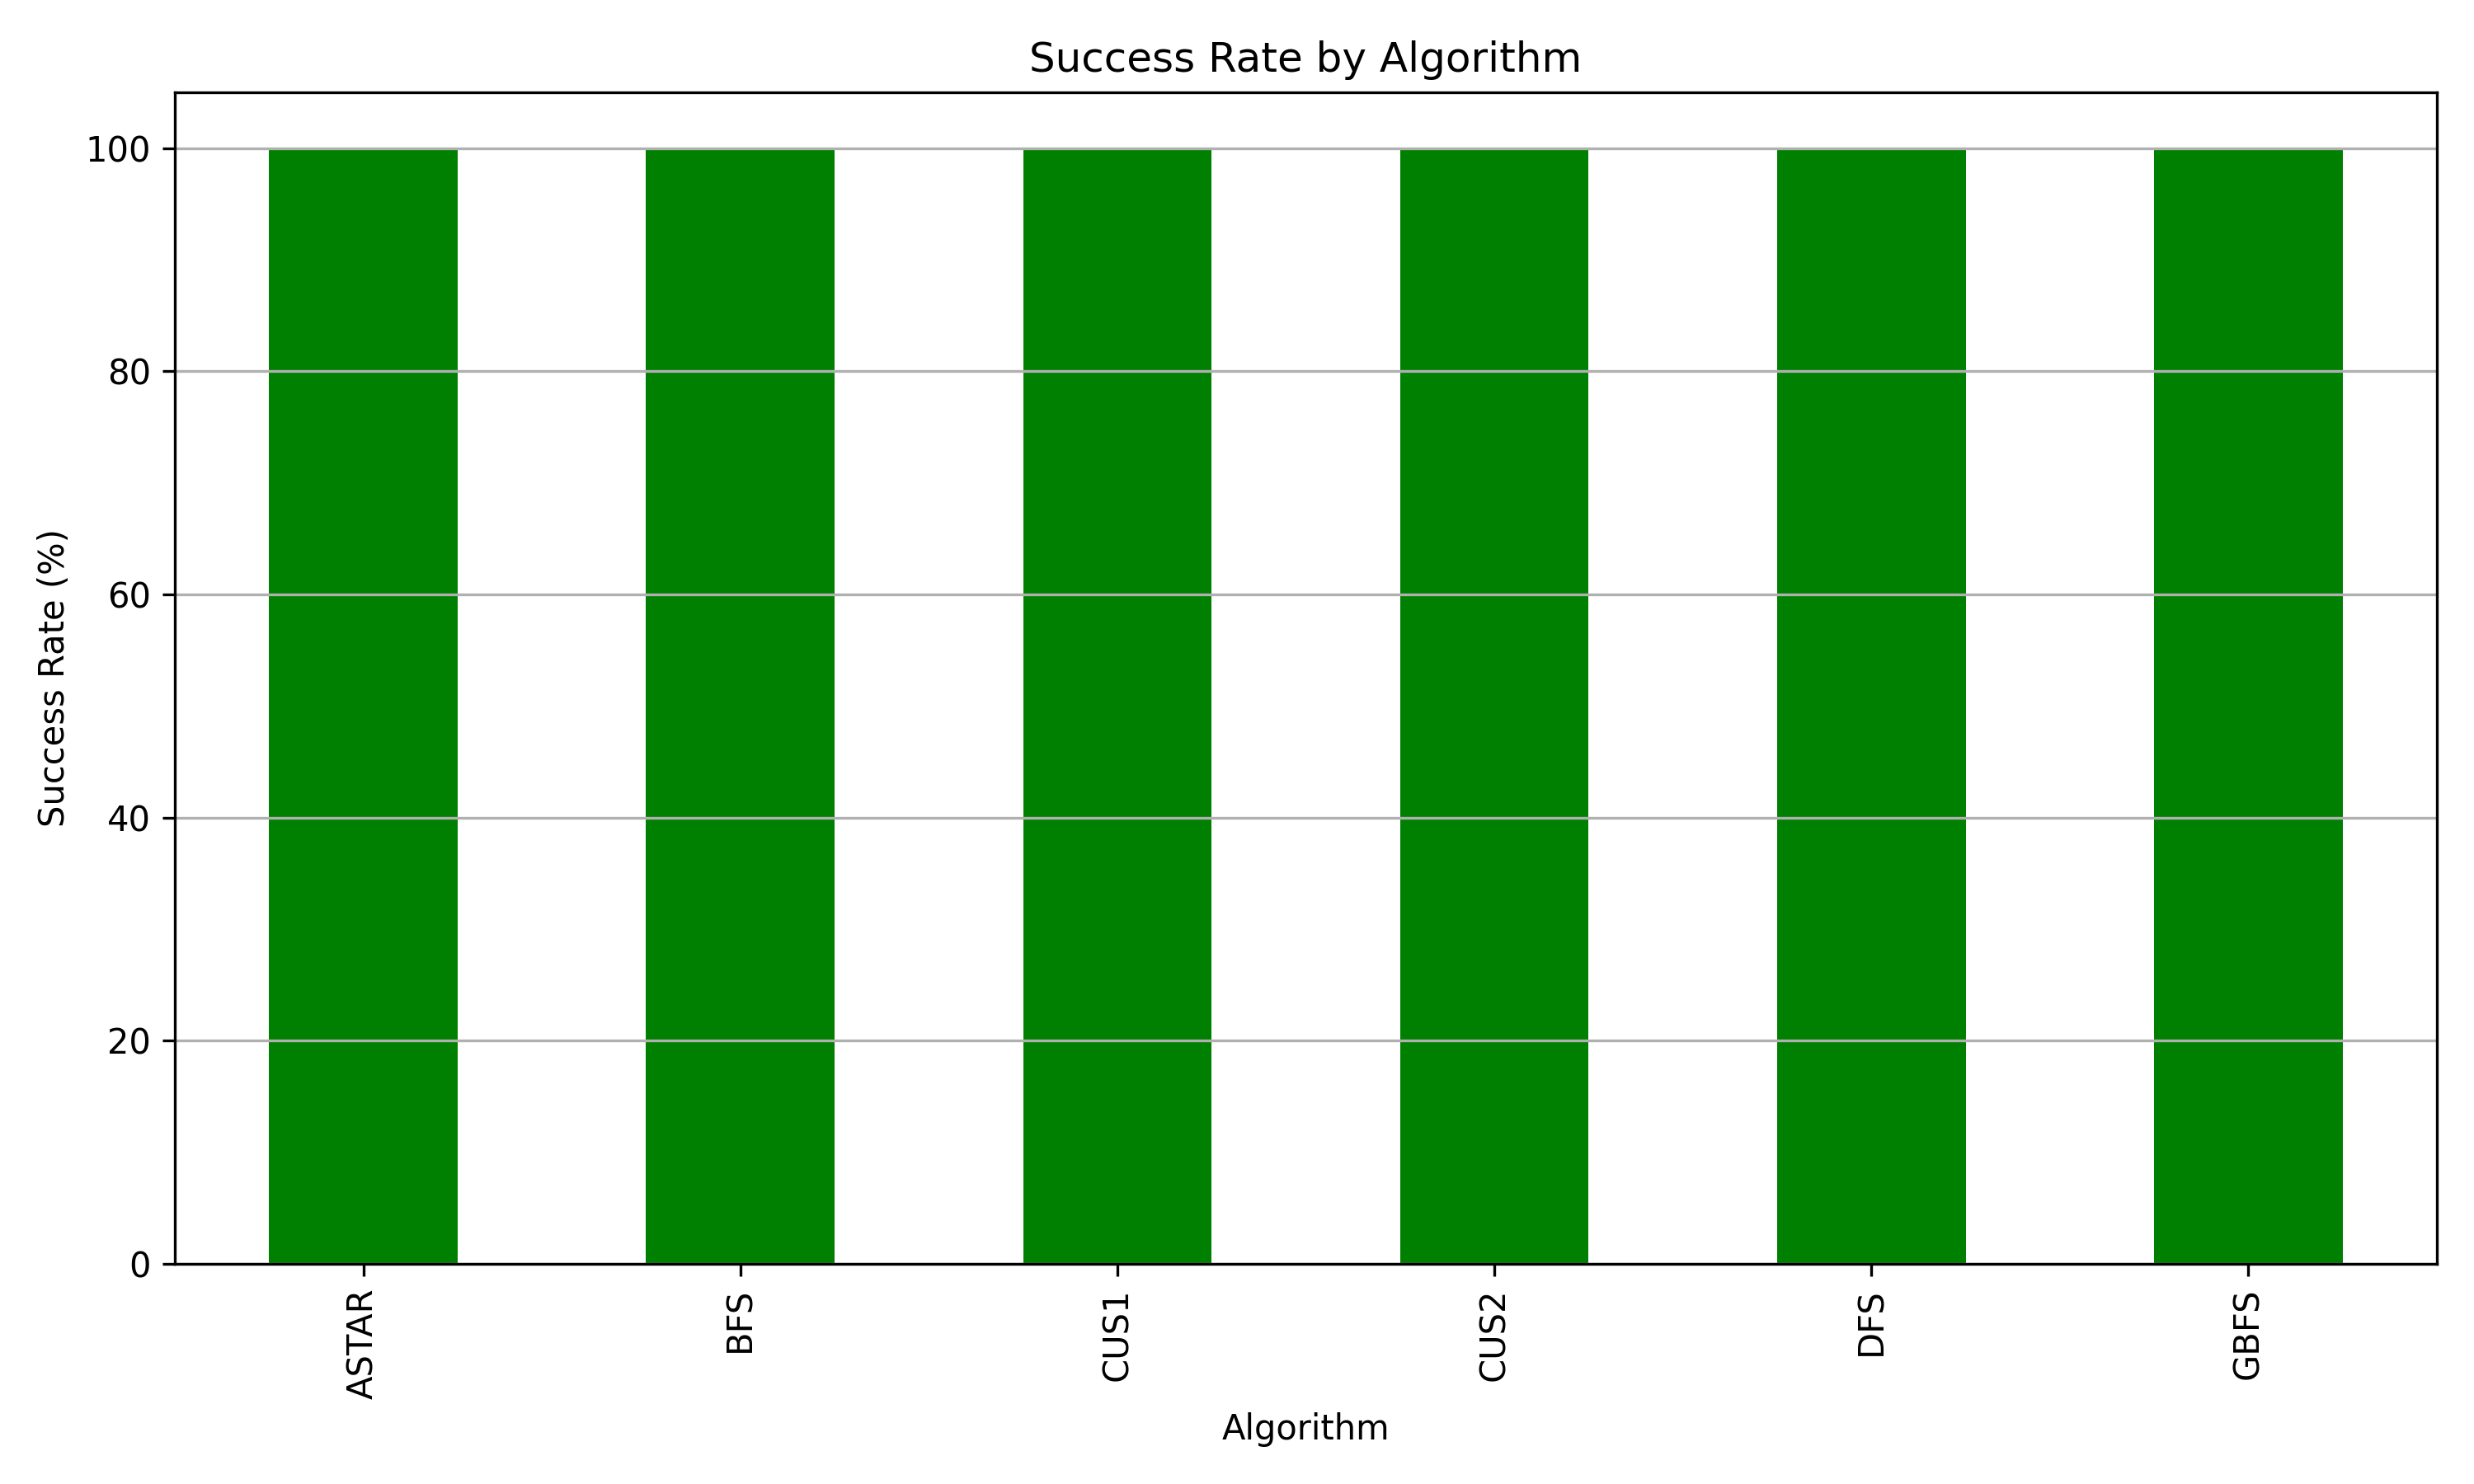 Success Rate by Algorithm
Success Rate (%)
100
80
60
40
20
0
ASTAR
BFS
CUS1
CUS2
DFS
GBFS
Algorithm